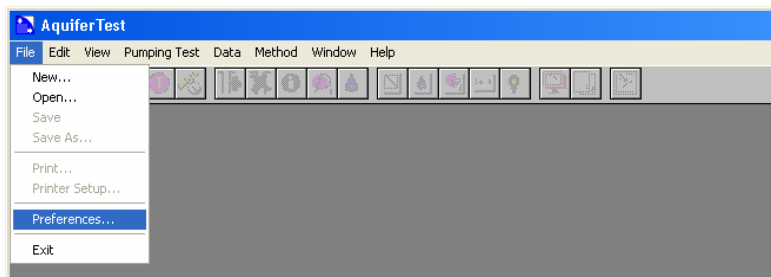 AquiferTest
File Edit View Pumping Test Data Method Window Help
New...
Open...
Save
Save As...
Print...
Printer Setup...
Preferences...
Exit